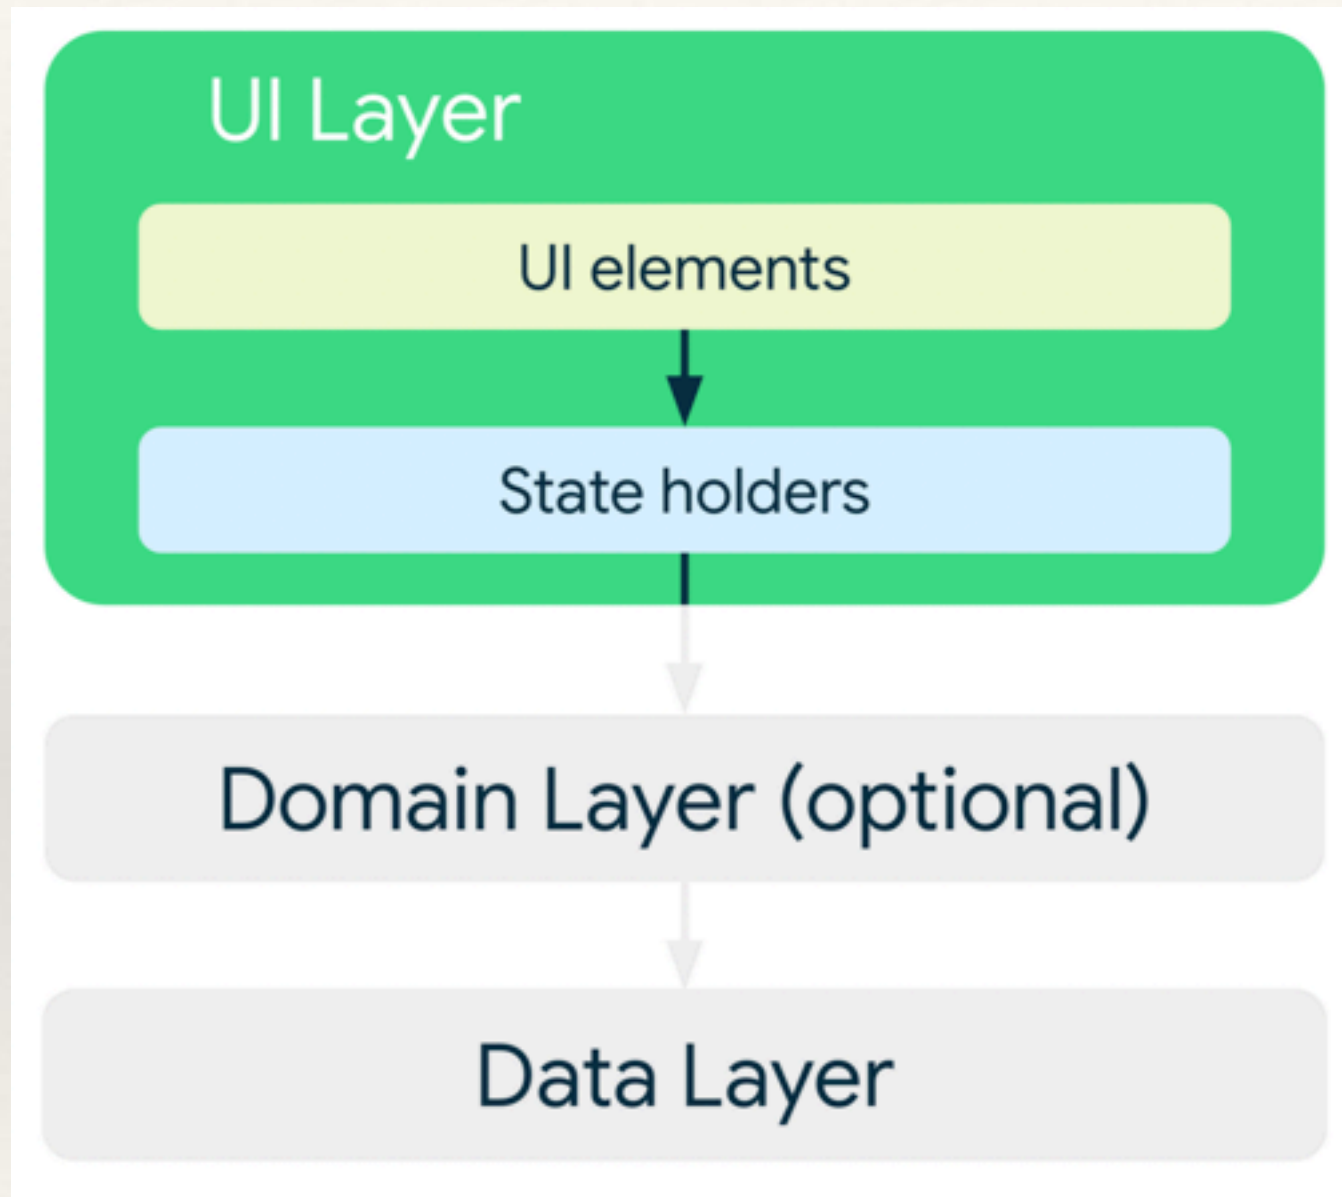 UI Layer
UI elements
State holders
Domain Layer (optional)
Data Layer